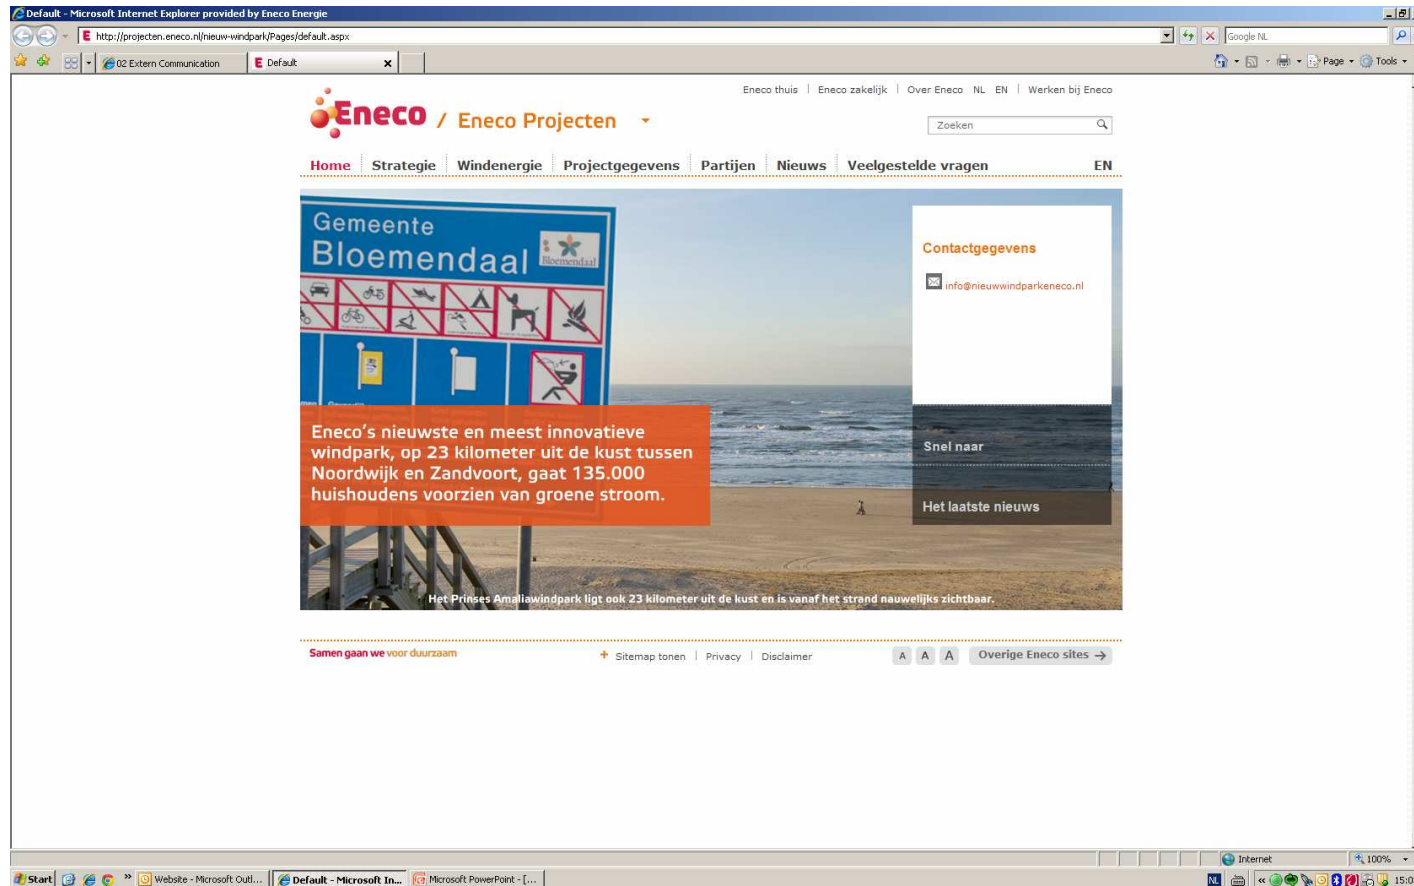 Default - Microsoft Internet Explorer provided by Eneco Energie
http://projecten.eneco.nl/nieuw-windpark/Pages/default.aspx
Google NL
02 Extern Communication
Default
Page
Tools
Eneco thuis | Eneco zakelijk | Over Eneco NL EN | Werken bij Eneco
Eneco / Eneco Projecten
Zoeken
Home Strategie Windenergie Projectgegevens Partijen Nieuws Veelgestelde vragen EN
Gemeente
Bloemendaal
Bloemendaal
Contactgegevens
info@nieuwwindparkeneco.nl
Eneco's nieuwste en meest innovatieve
windpark, op 23 kilometer uit de kust tussen
Noordwijk en Zandvoort, gaat 135.000
huishoudens voorzien van groene stroom.
Snel naar
Het laatste nieuws
Het Prinses Amaliawindpark ligt ook 23 kilometer uit de kust en is vanaf het strand nauwelijks zichtbaar.
Samen gaan we voor duurzaam
+ Sitemap tonen | Privacy | Disclaimer
A A A
Overige Eneco sites →
Internet
100%
Start
Website - Microsoft Outl...
Default - Microsoft In...
Microsoft PowerPoint - [...
NL
15:0